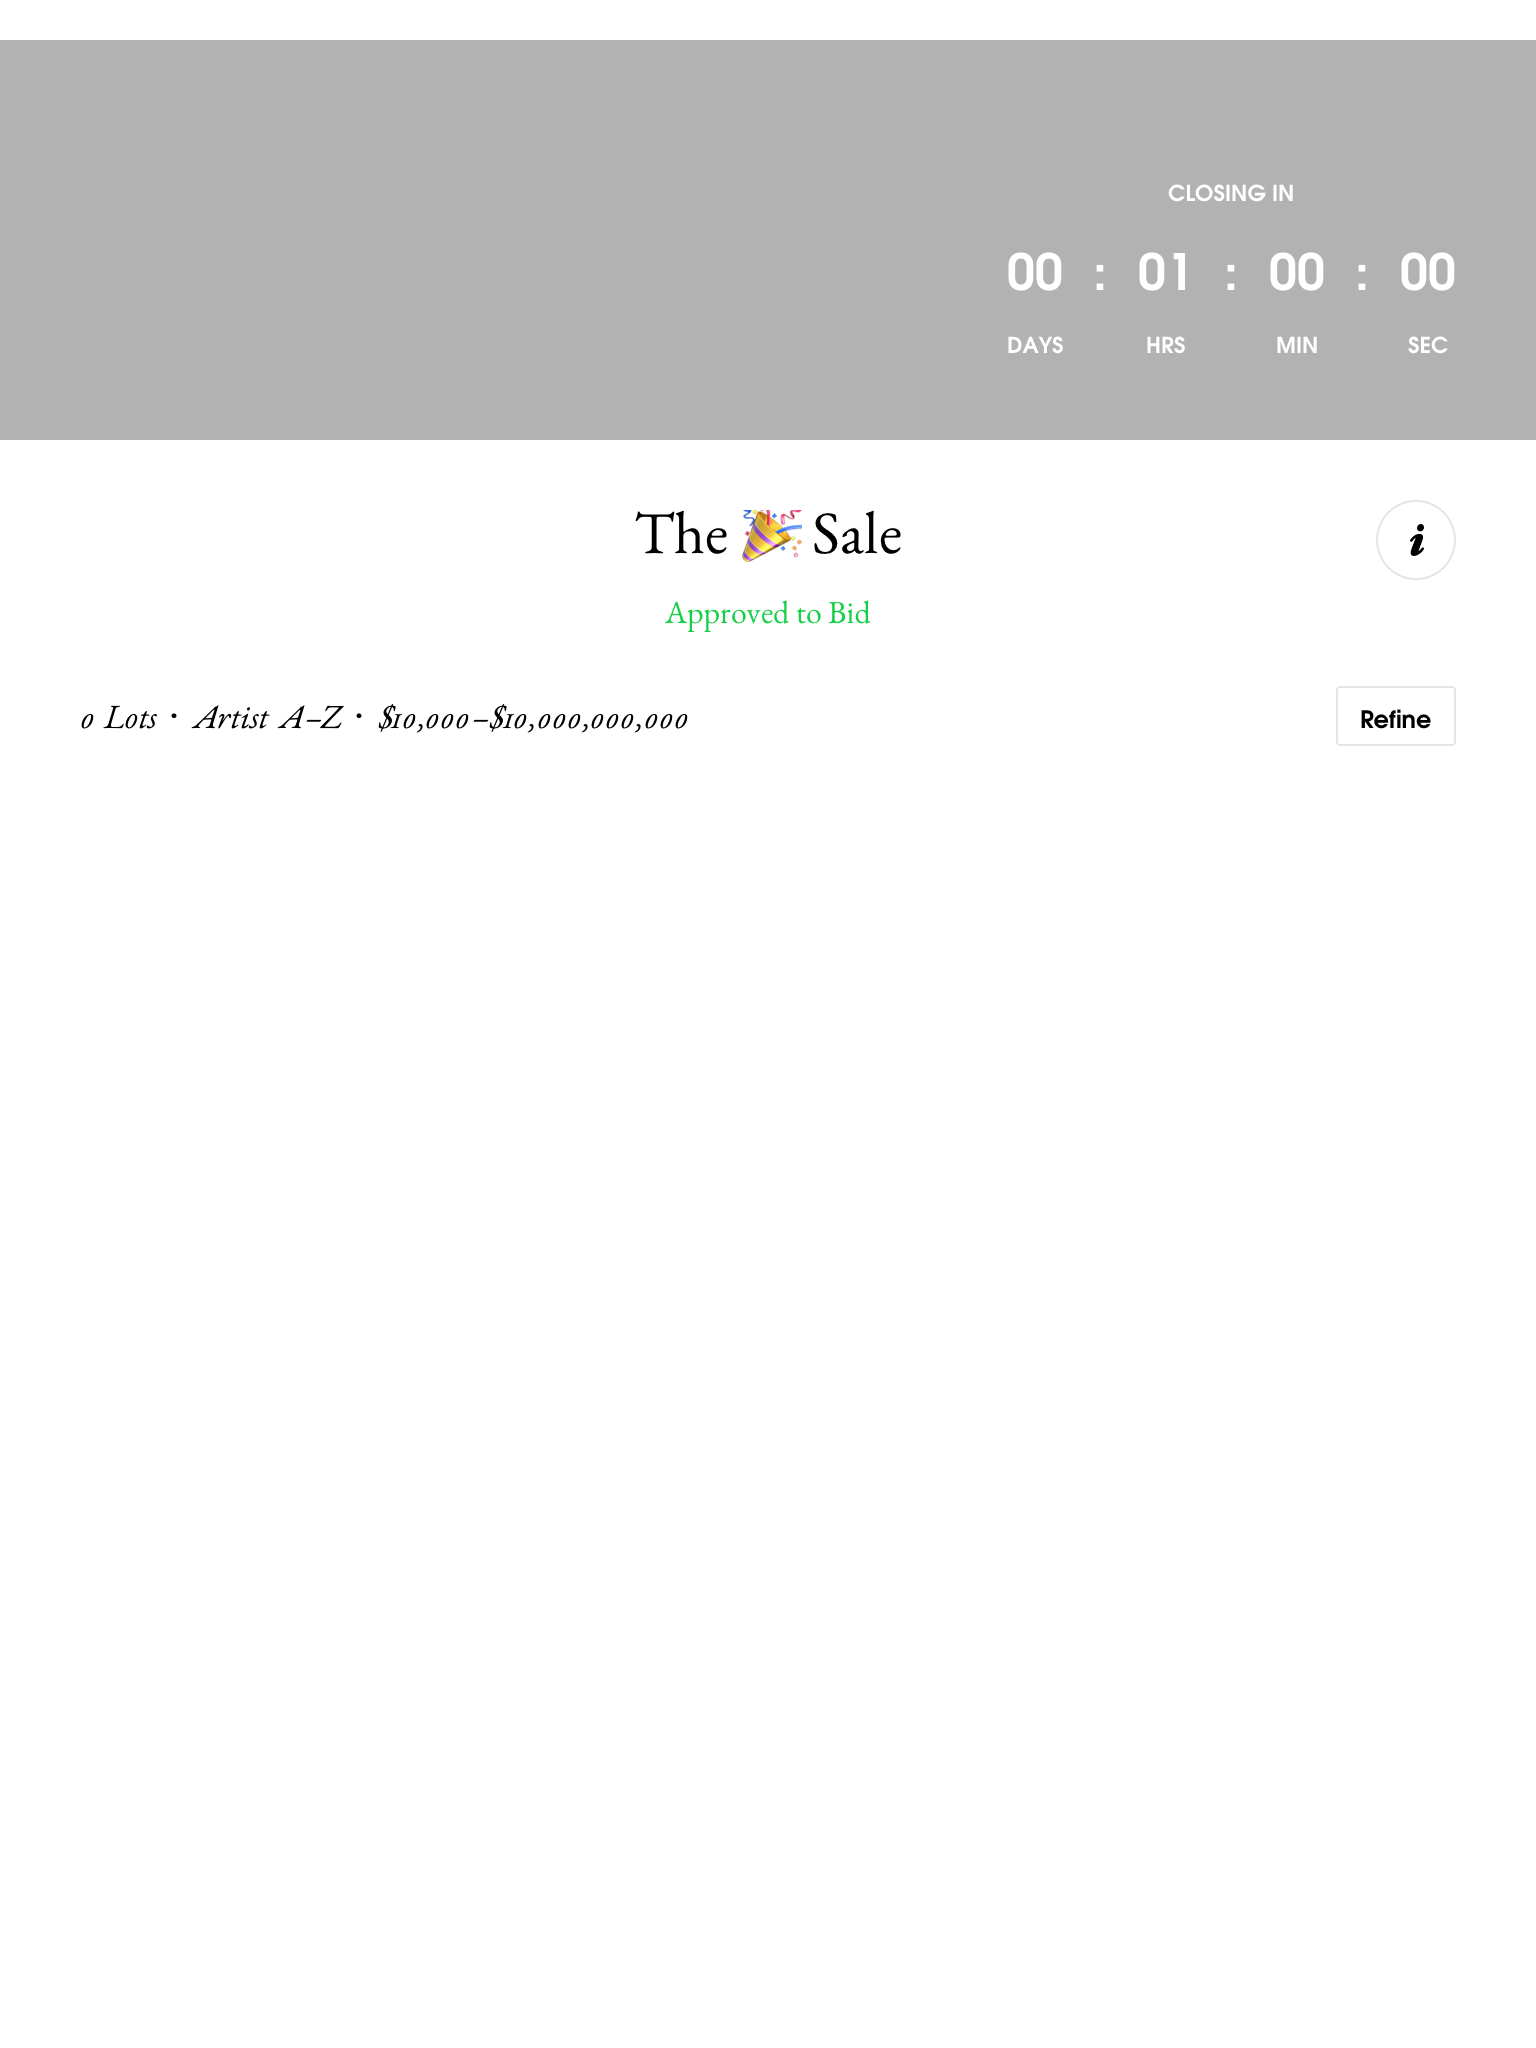 CLOSING IN
00 : 01 : 00 : 00
DAYS HRS MIN SEC
The 🎉 Sale
i
Approved to Bid
0 Lots • Artist A–Z • $10,000–$10,000,000,000
Refine